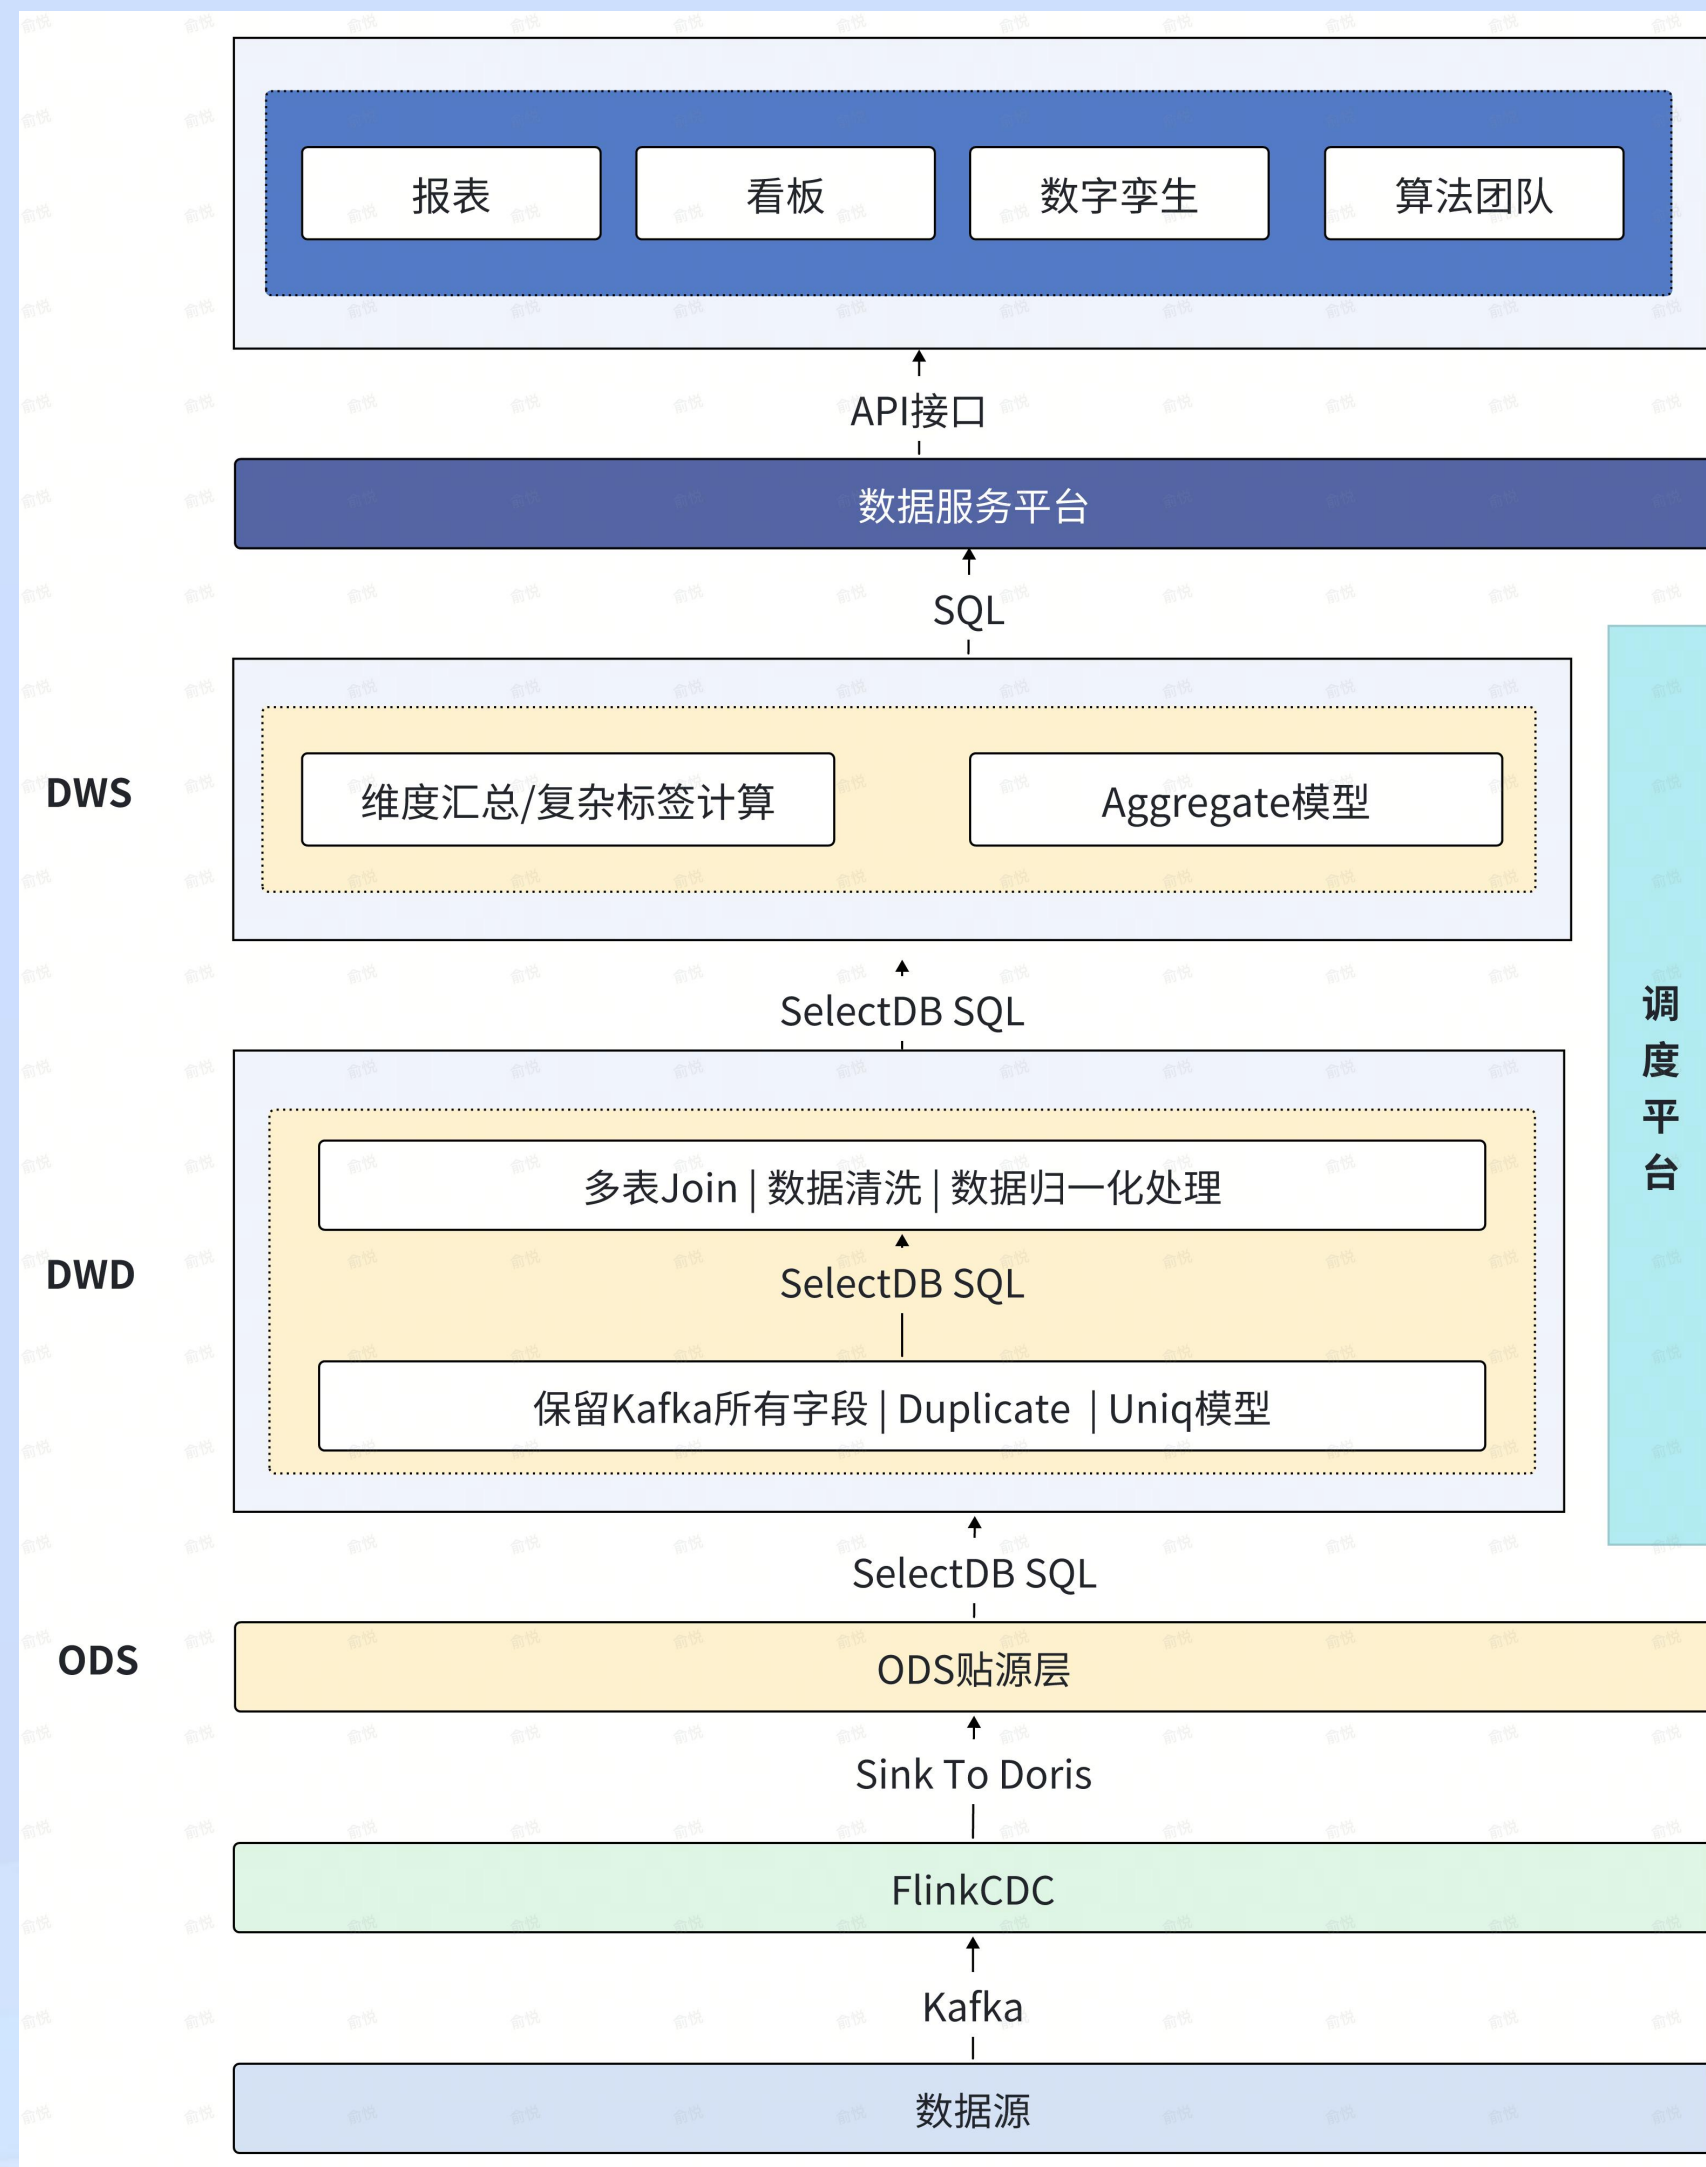 报表
看板
数字孪生
算法团队
API接口
数据服务平台
SQL
DWS
维度汇总/复杂标签计算
Aggregate模型
SelectDB SQL
调
度
平
台
多表Join | 数据清洗 | 数据归一化处理
DWD
SelectDB SQL
保留Kafka所有字段 | Duplicate | Uniq模型
SelectDB SQL
ODS
ODS贴源层
Sink To Doris
FlinkCDC
Kafka
数据源
俞悦